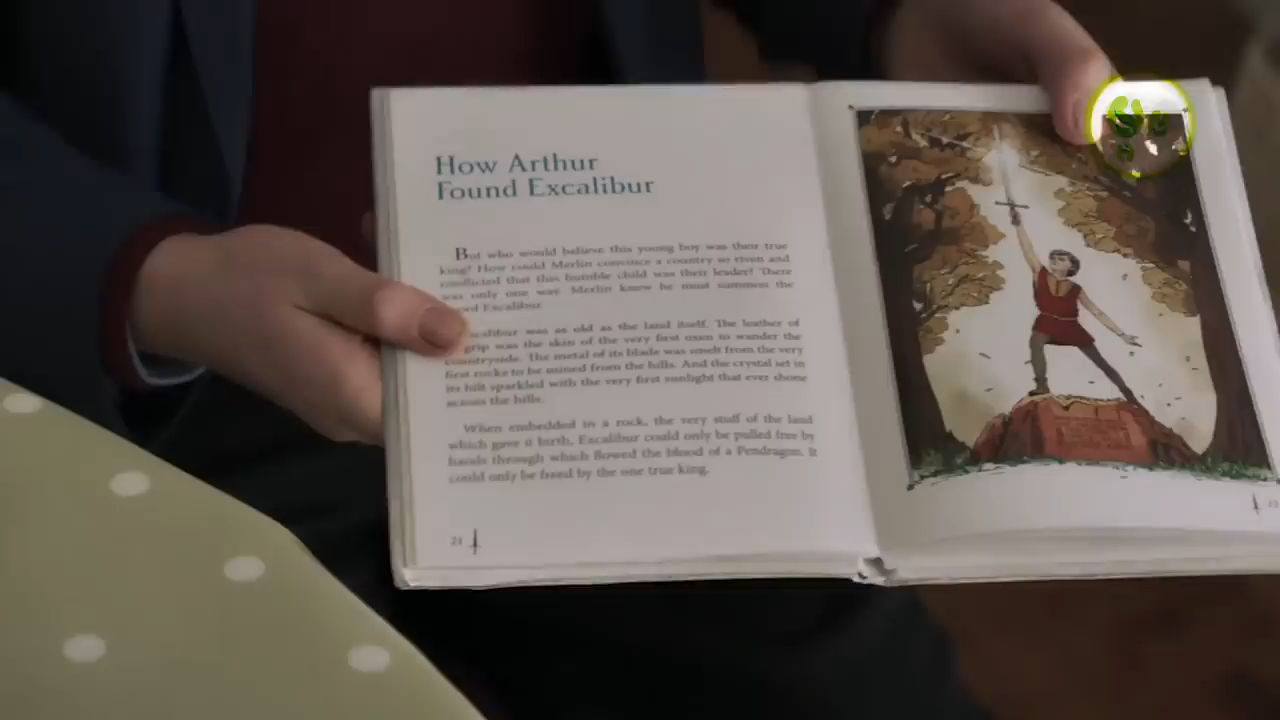 How Arthur
Found Excalibur
But who would believe this young boy was their true
king? How could Merlin convince a country so riven and
conflicted that this humble child was their leader? There
was only one way. Merlin knew he must summon the
Excalibur.
was as old as the land itself. The leather of
grip was the skin of the very first oxen to wander the
countryside. The metal of its blade was smelt from the very
first rocks to be mined from the hills. And the crystal set in
its hilt sparkled with the very first sunlight that ever shone
across the hills.
When embedded in a rock, the very stuff of the land
which gave it birth, Excalibur could only be pulled free by
hands through which flowed the blood of a Pendragon. It
could only be freed by the one true king.
21